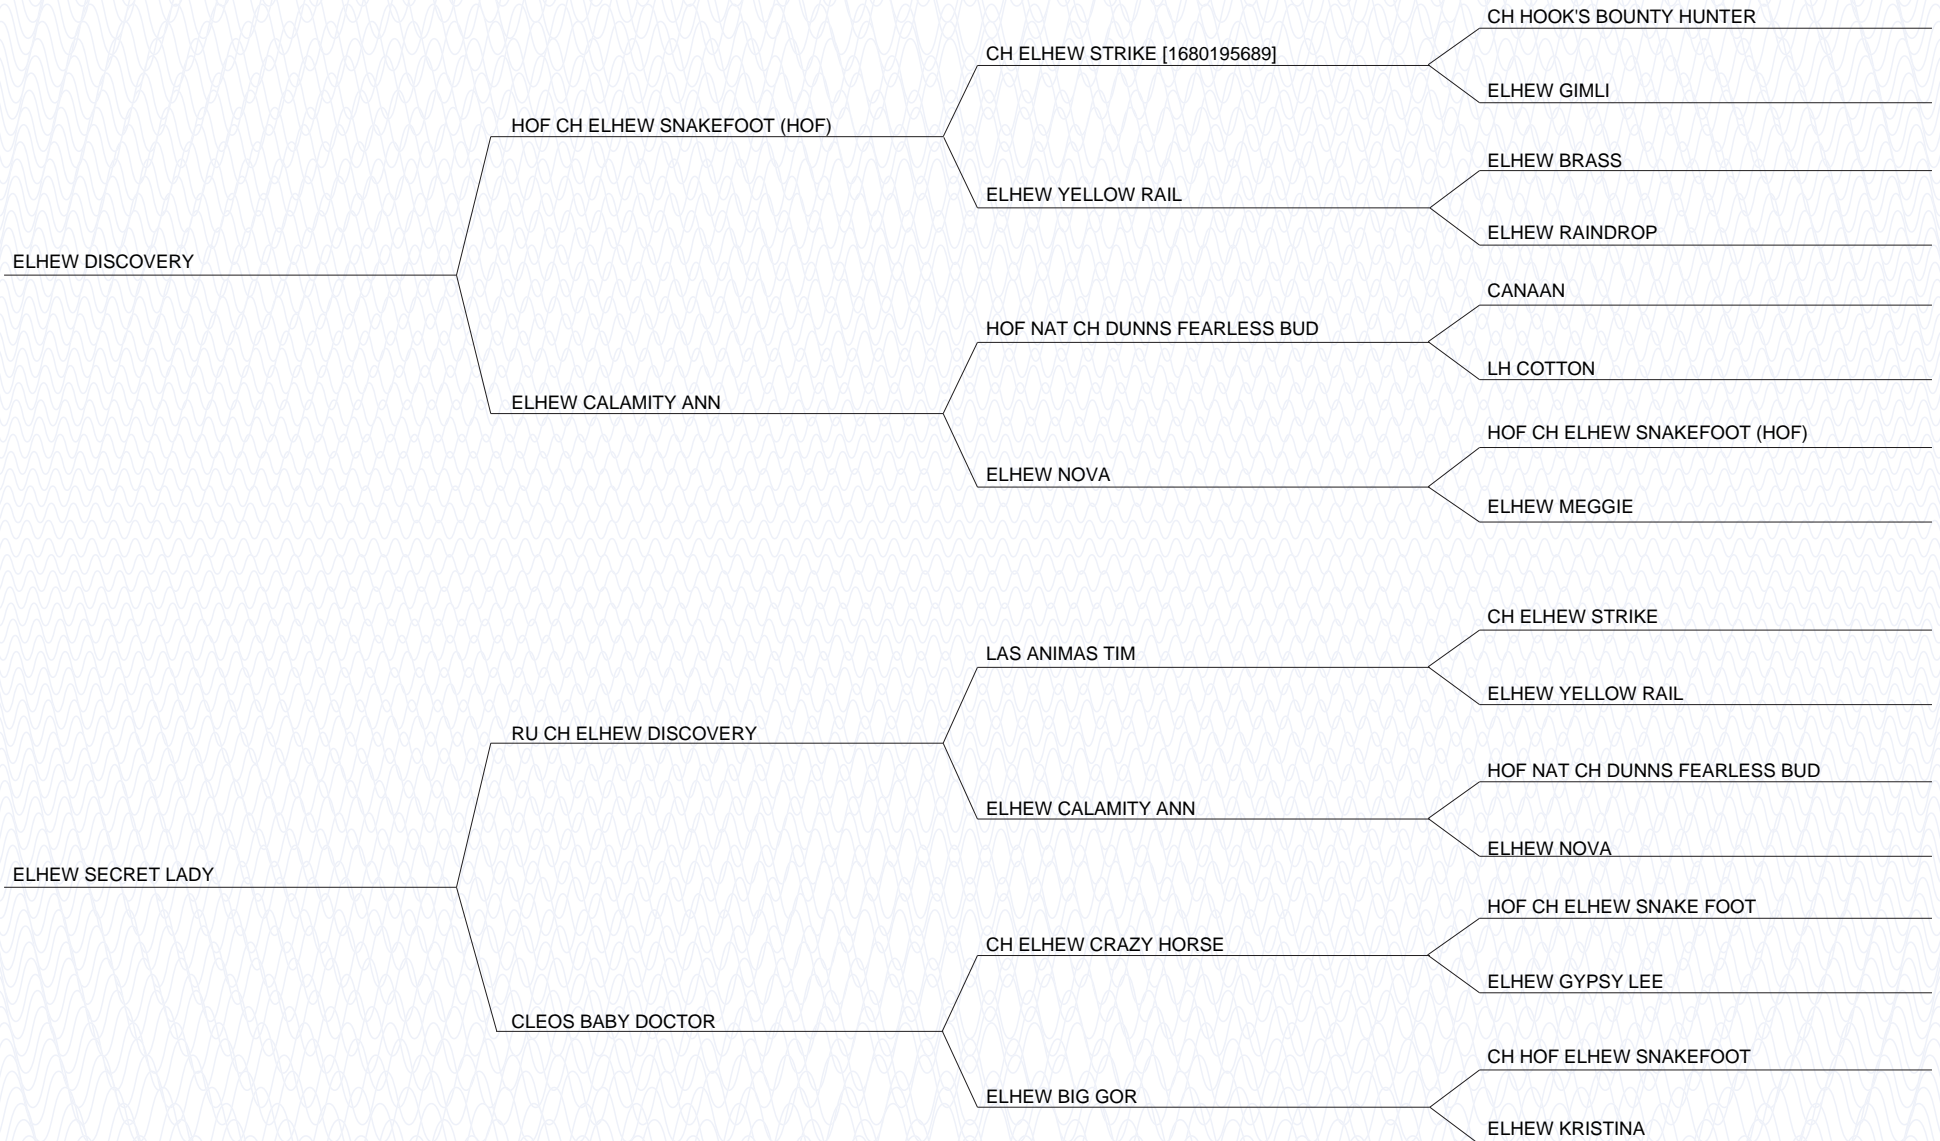 CH HOOK'S BOUNTY HUNTER
CH ELHEW STRIKE [1680195689]
ELHEW GIMLI
HOF CH ELHEW SNAKEFOOT (HOF)
ELHEW BRASS
ELHEW YELLOW RAIL
ELHEW RAINDROP
ELHEW DISCOVERY
CANAAN
HOF NAT CH DUNNS FEARLESS BUD
LH COTTON
ELHEW CALAMITY ANN
HOF CH ELHEW SNAKEFOOT (HOF)
ELHEW NOVA
ELHEW MEGGIE
CH ELHEW STRIKE
LAS ANIMAS TIM
ELHEW YELLOW RAIL
RU CH ELHEW DISCOVERY
HOF NAT CH DUNNS FEARLESS BUD
ELHEW CALAMITY ANN
ELHEW NOVA
ELHEW SECRET LADY
HOF CH ELHEW SNAKE FOOT
CH ELHEW CRAZY HORSE
ELHEW GYPSY LEE
CLEOS BABY DOCTOR
CH HOF ELHEW SNAKEFOOT
ELHEW BIG GOR
ELHEW KRISTINA